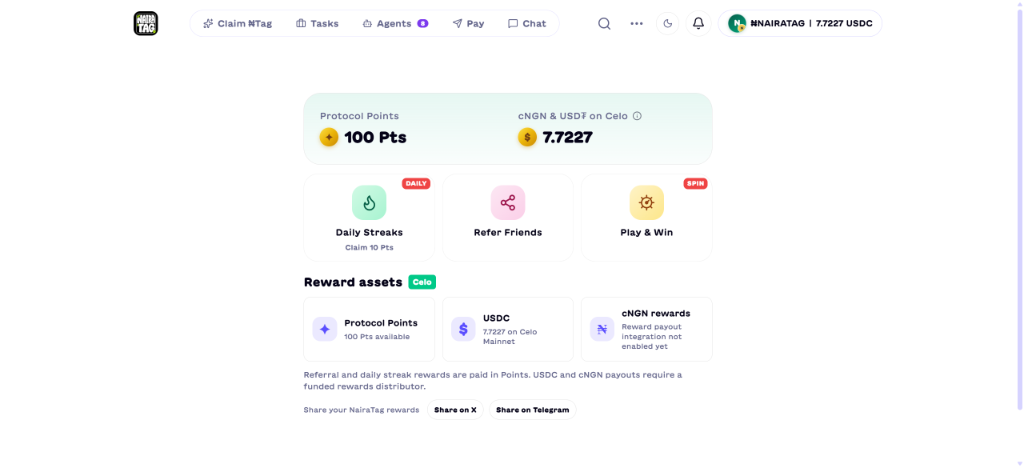 NAIRA TAG
Claim ₦Tag
Tasks
Agents 8
Pay
Chat
₦NAIRATAG | 7.7227 USDC
Protocol Points
100 Pts
cNGN & USD₮ on Celo
$ 7.7227
DAILY
Daily Streaks
Claim 10 Pts
Refer Friends
SPIN
Play & Win
Reward assets Celo
Protocol Points
100 Pts available
$
USDC
7.7227 on Celo
Mainnet
₦
cNGN rewards
Reward payout
integration not
enabled yet
Referral and daily streak rewards are paid in Points. USDC and cNGN payouts require a
funded rewards distributor.
Share your NairaTag rewards Share on X Share on Telegram